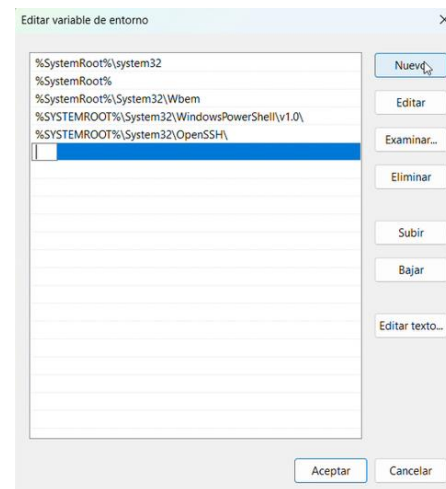 Editar variable de entorno
%SystemRoot%\system32
%SystemRoot%
%SystemRoot%\System32\Wbem
%SYSTEMROOT%\System32\WindowsPowerShell\v1.0\
%SYSTEMROOT%\System32\OpenSSH\
Nuevo
Editar
Examinar...
Eliminar
Subir
Bajar
Editar texto...
Aceptar
Cancelar